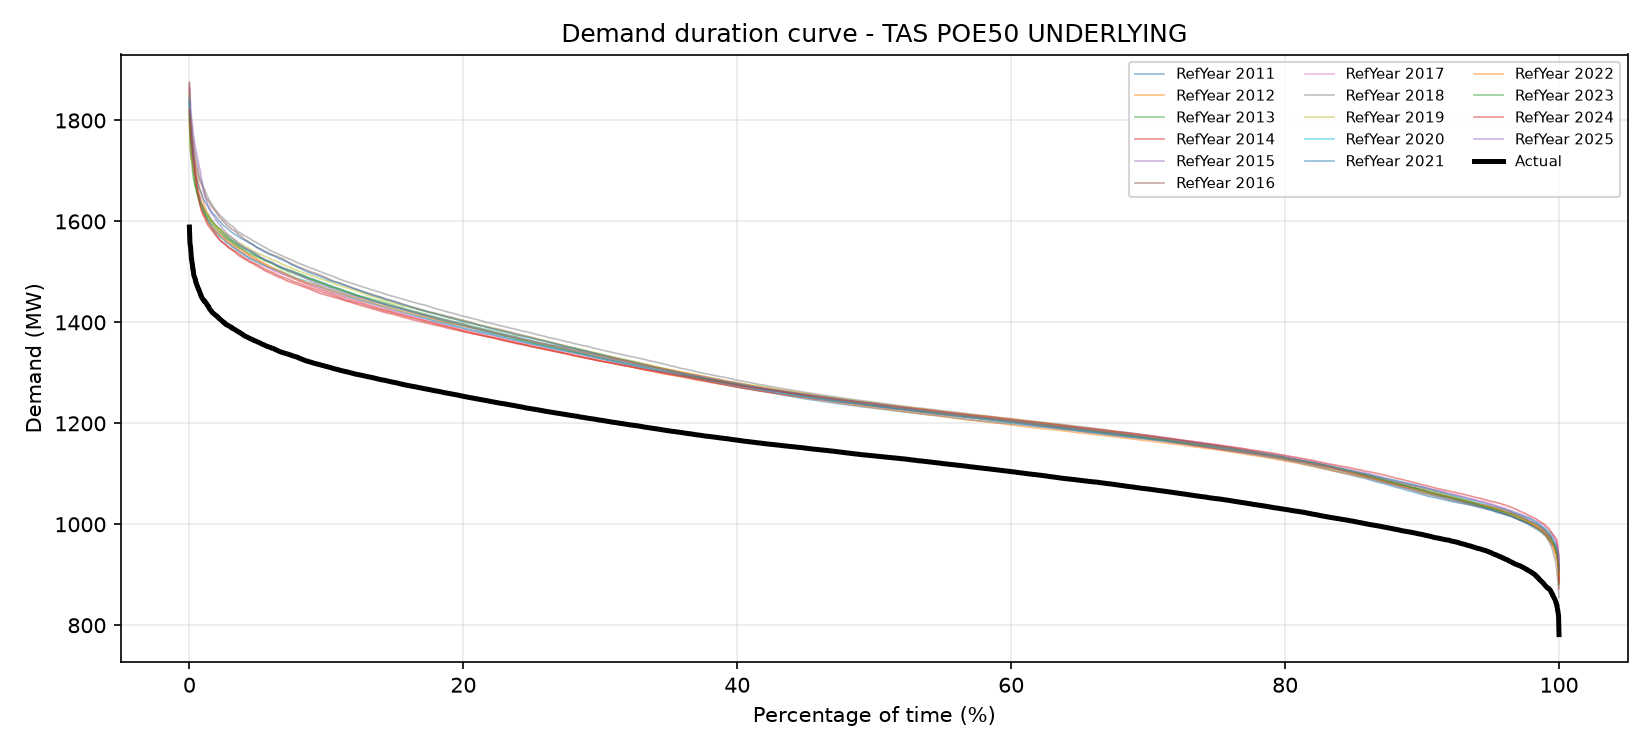 Demand duration curve - TAS POE50 UNDERLYING
RefYear 2011
RefYear 2012
RefYear 2013
RefYear 2014
RefYear 2015
RefYear 2016
RefYear 2017
RefYear 2018
RefYear 2019
RefYear 2020
RefYear 2021
RefYear 2022
RefYear 2023
RefYear 2024
RefYear 2025
Actual
Demand (MW)
1800
1600
1400
1200
1000
800
0
20
40
60
80
100
Percentage of time (%)